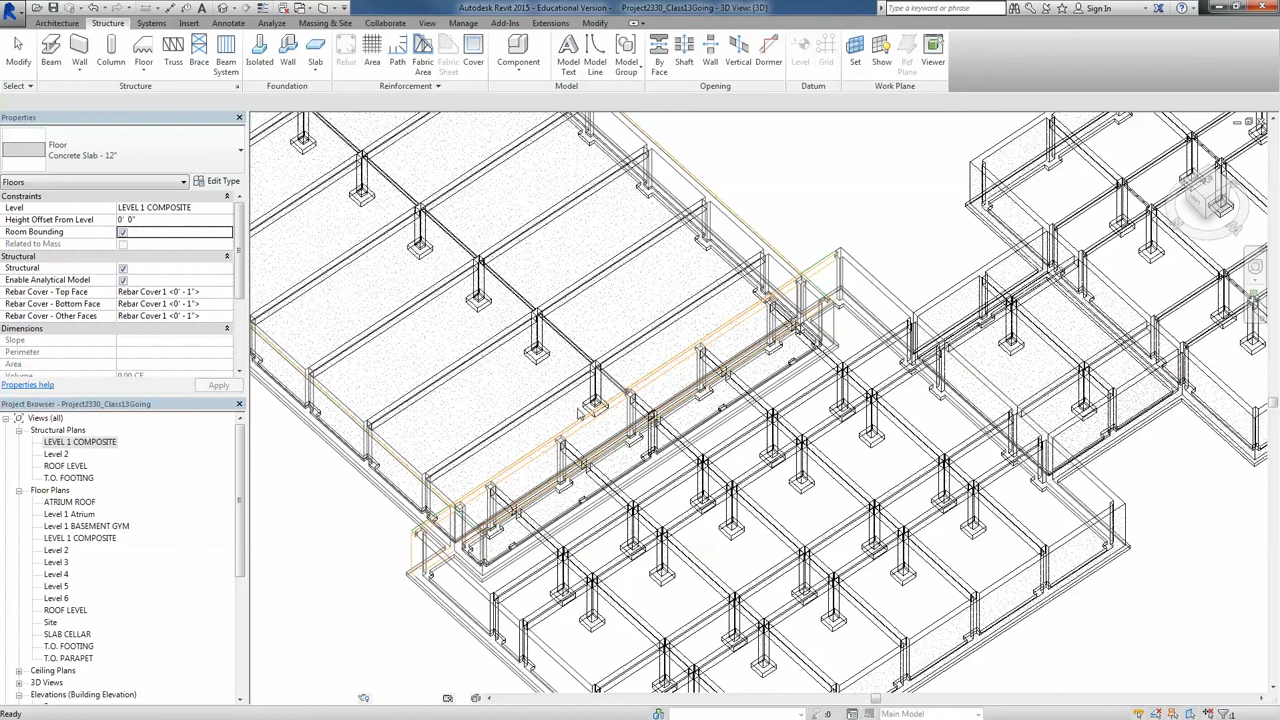 Autodesk Revit 2015 - Educational Version - Project2330_Class13Going - 3D View: {3D}
Type a keyword or phrase
Sign In
Architecture Structure Systems Insert Annotate Analyze Massing & Site Collaborate View Manage Add-Ins Extensions Modify
Modify Beam Wall Column Floor Truss Brace Beam System Isolated Wall Slab Rebar Area Path Fabric Area Fabric Sheet Cover Component Model Text Model Line Model Group By Face Shaft Wall Vertical Dormer Level Grid Set Show Ref Plane Viewer
Select Structure Foundation Reinforcement Model Opening Datum Work Plane
Properties
Floor
Concrete Slab - 12"
Floors Edit Type
Constraints
Level LEVEL 1 COMPOSITE
Height Offset From Level 0' 0"
Room Bounding
Related to Mass
Structural
Structural
Enable Analytical Model
Rebar Cover - Top Face Rebar Cover 1 <0' - 1">
Rebar Cover - Bottom Face Rebar Cover 1 <0' - 1">
Rebar Cover - Other Faces Rebar Cover 1 <0' - 1">
Dimensions
Slope
Perimeter
Area
Volume 0.00 CF
Properties help Apply
Project Browser - Project2330_Class13Going
Views (all)
Structural Plans
LEVEL 1 COMPOSITE
Level 2
ROOF LEVEL
T.O. FOOTING
Floor Plans
ATRIUM ROOF
Level 1 Atrium
Level 1 BASEMENT GYM
LEVEL 1 COMPOSITE
Level 2
Level 3
Level 4
Level 5
Level 6
ROOF LEVEL
Site
SLAB CELLAR
T.O. FOOTING
T.O. PARAPET
Ceiling Plans
3D Views
Elevations (Building Elevation)
Ready
:0
Main Model